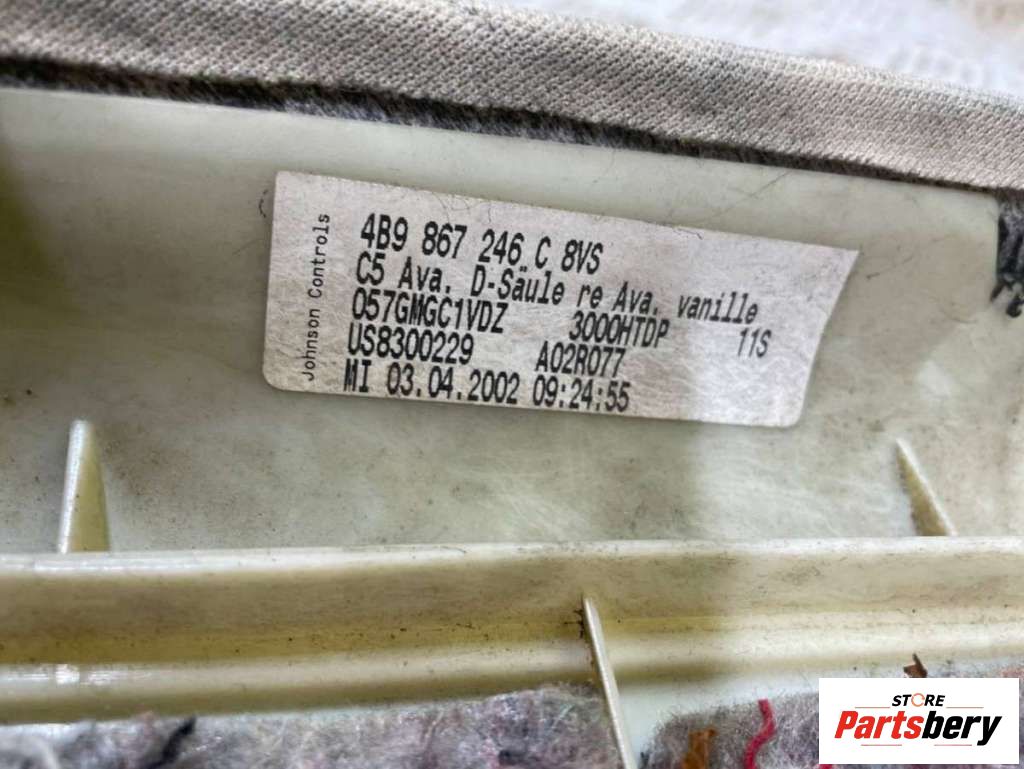 Johnson Controls
4B9 867 246 C 8VS
C5 Ava. D-Säule re Ava. vanille
O57GMGC1VDZ 3000HTDP 11S
US8300229 A02R077
MI 03.04.2002 09:24:55
STORE
Partsbery